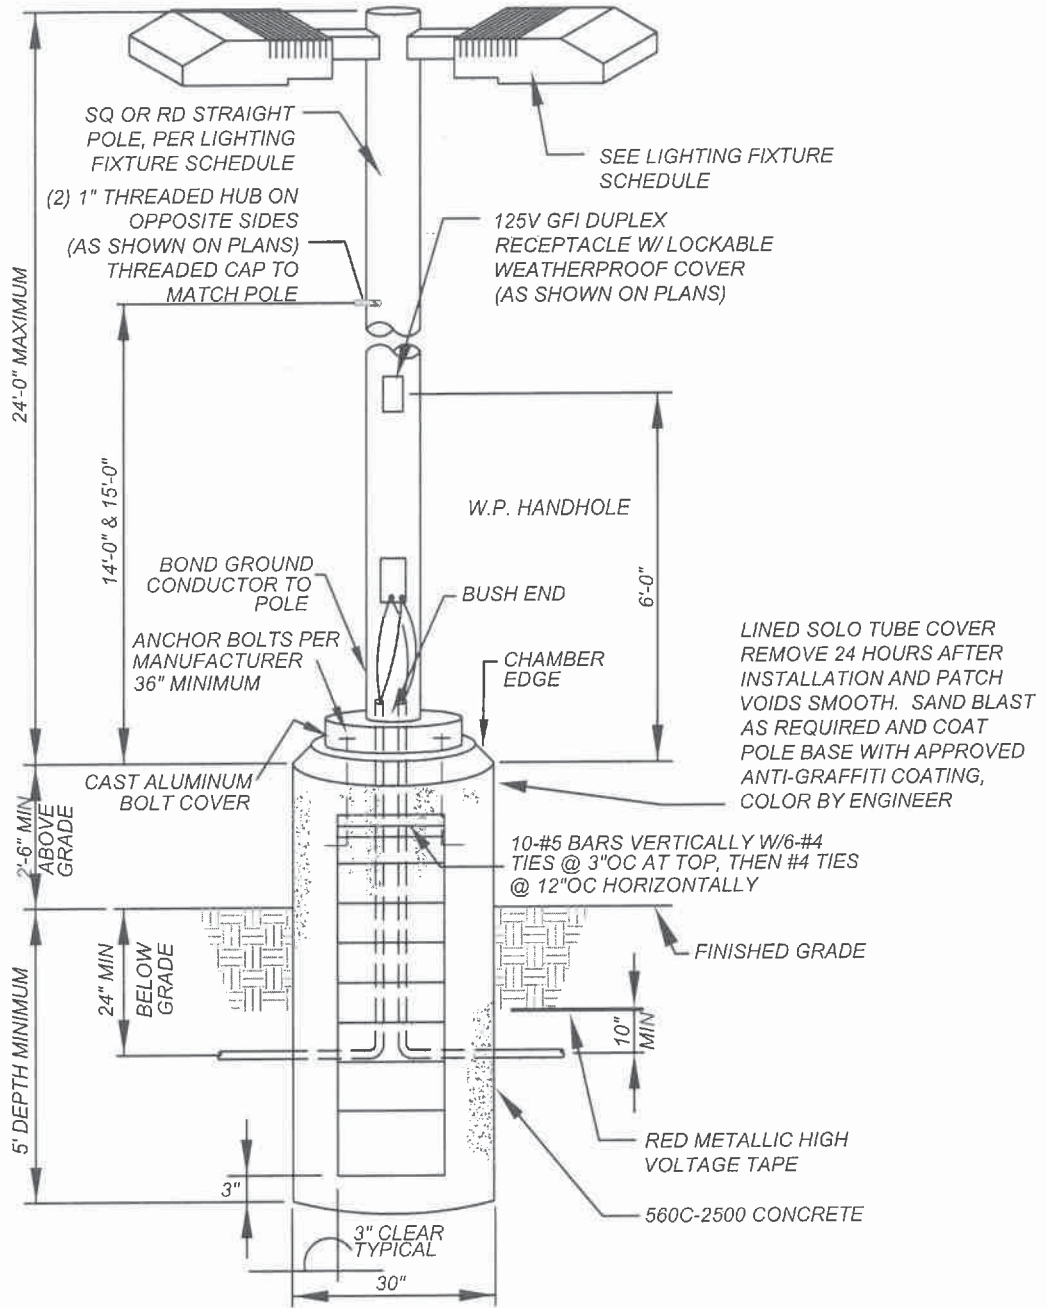 SQ OR RD STRAIGHT
POLE, PER LIGHTING
FIXTURE SCHEDULE
SEE LIGHTING FIXTURE
SCHEDULE
(2) 1" THREADED HUB ON
OPPOSITE SIDES
(AS SHOWN ON PLANS)
THREADED CAP TO
MATCH POLE
125V GFI DUPLEX
RECEPTACLE W/ LOCKABLE
WEATHERPROOF COVER
(AS SHOWN ON PLANS)
24'-0" MAXIMUM
14'-0" & 15'-0"
W.P. HANDHOLE
6'-0"
BOND GROUND
CONDUCTOR TO
POLE
BUSH END
ANCHOR BOLTS PER
MANUFACTURER
36" MINIMUM
CHAMBER
EDGE
LINED SOLO TUBE COVER
REMOVE 24 HOURS AFTER
INSTALLATION AND PATCH
VOIDS SMOOTH. SAND BLAST
AS REQUIRED AND COAT
POLE BASE WITH APPROVED
ANTI-GRAFFITI COATING,
COLOR BY ENGINEER
CAST ALUMINUM
BOLT COVER
2'-6" MIN
ABOVE
GRADE
10-#5 BARS VERTICALLY W/6-#4
TIES @ 3"OC AT TOP, THEN #4 TIES
@ 12"OC HORIZONTALLY
FINISHED GRADE
24" MIN
BELOW
GRADE
5' DEPTH MINIMUM
10"
MIN
RED METALLIC HIGH
VOLTAGE TAPE
3"
560C-2500 CONCRETE
3" CLEAR
TYPICAL
30"